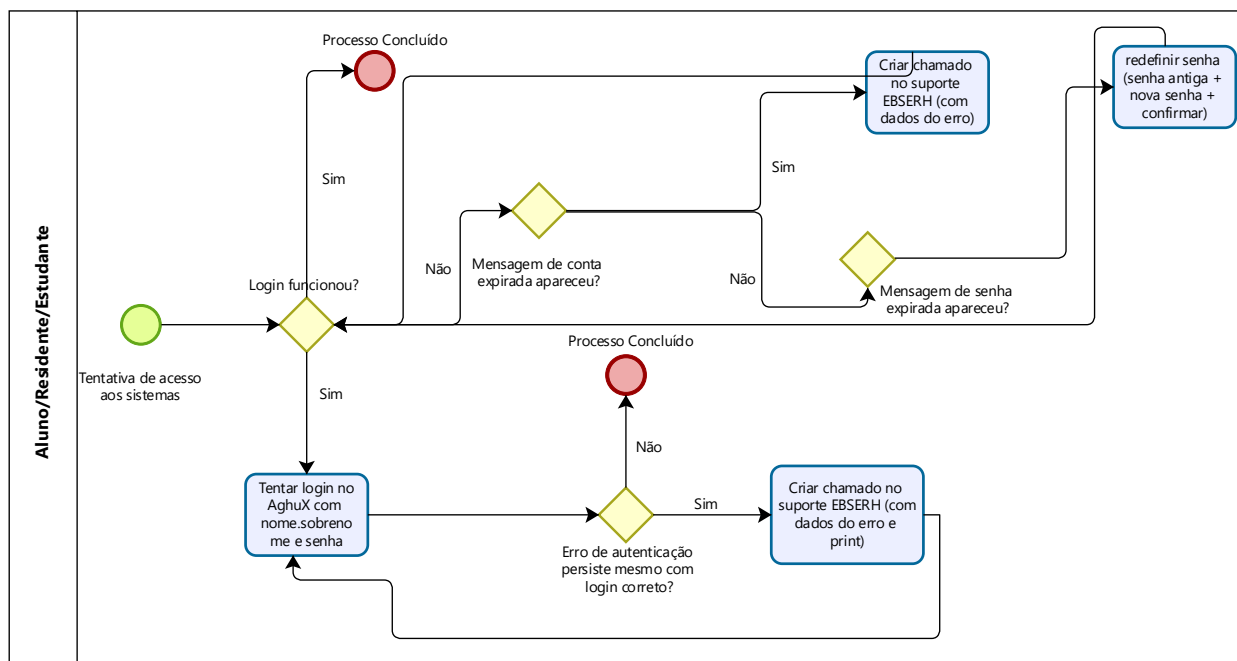 Aluno/Residente/Estudante
Processo Concluído
Criar chamado
no suporte
EBSERH (com
dados do erro)
redefinir senha
(senha antiga +
nova senha +
confirmar)
Sim
Sim
Não
Mensagem de conta
expirada apareceu?
Não
Mensagem de senha
expirada apareceu?
Login funcionou?
Tentativa de acesso
aos sistemas
Sim
Processo Concluído
Não
Tentar login no
AghuX com
nome.sobreno
me e senha
Sim
Criar chamado no
suporte EBSERH (com
dados do erro e
print)
Erro de autenticação
persiste mesmo com
login correto?